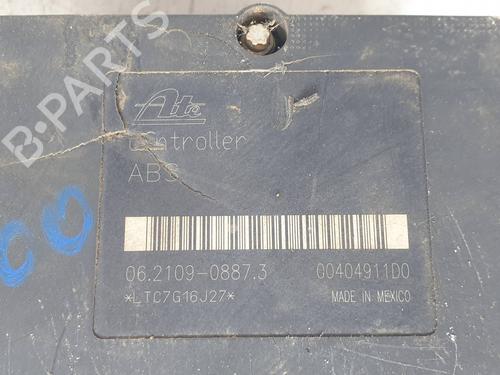 B-PARTS
Ate
Controller
ABS
06.2109-0887.3 00404911D0
*LTC7G16J27* MADE IN MEXICO